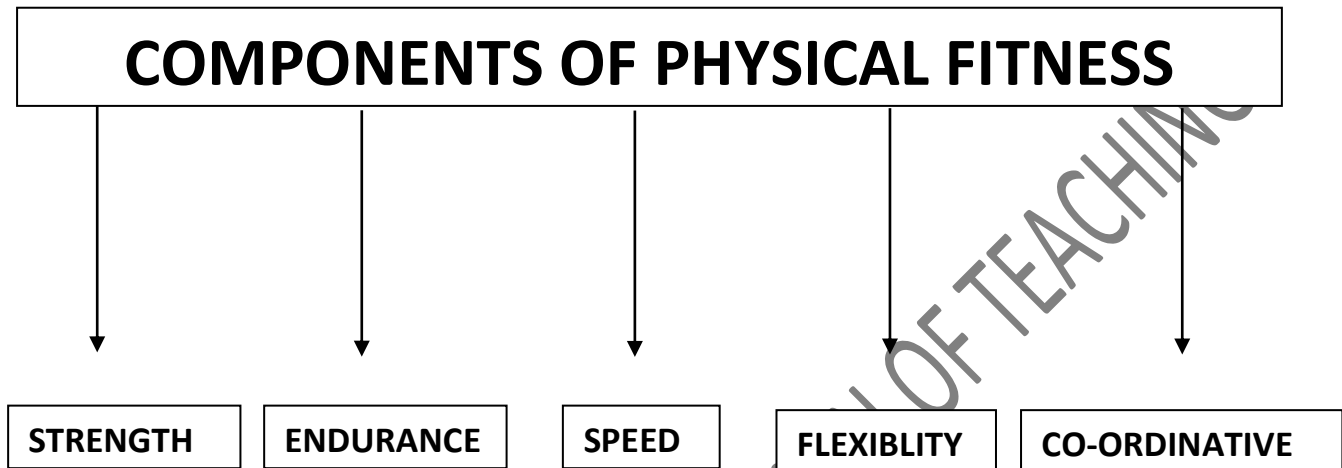 COMPONENTS OF PHYSICAL FITNESS
STRENGTH
ENDURANCE
SPEED
FLEXIBLITY
CO-ORDINATIVE
OF TEACHING